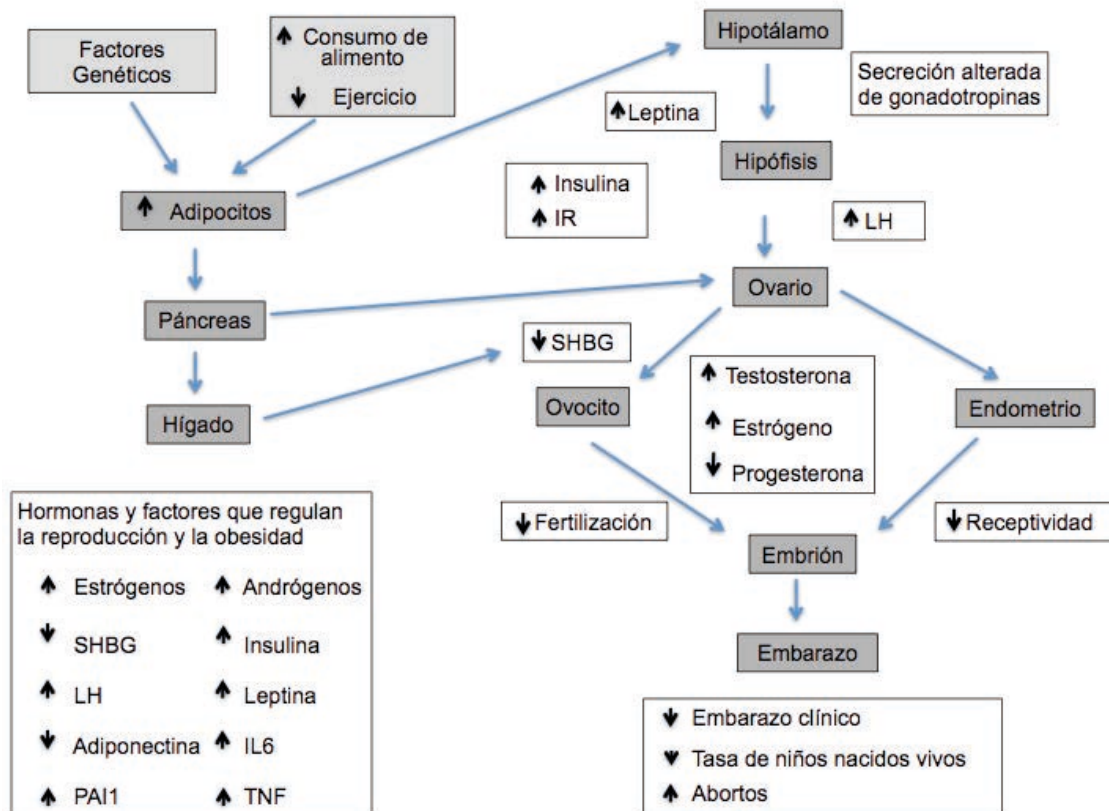 Factores
Genéticos
↑ Consumo de
alimento
↓ Ejercicio
Hipotálamo
Secreción alterada
de gonadotropinas
↑ Leptina
Hipófisis
↑ Insulina
↑ IR
↑ Adipocitos
↑ LH
Ovario
Páncreas
↓ SHBG
↑ Testosterona
↑ Estrógeno
↓ Progesterona
Ovocito
Endometrio
Hígado
↓ Fertilización
↓ Receptividad
Embrión
Embarazo
Hormonas y factores que regulan
la reproducción y la obesidad
↑ Estrógenos ↑ Andrógenos
↓ SHBG ↑ Insulina
↑ LH ↑ Leptina
↓ Adiponectina ↑ IL6
↑ PAI1 ↑ TNF
↓ Embarazo clínico
↓ Tasa de niños nacidos vivos
↑ Abortos